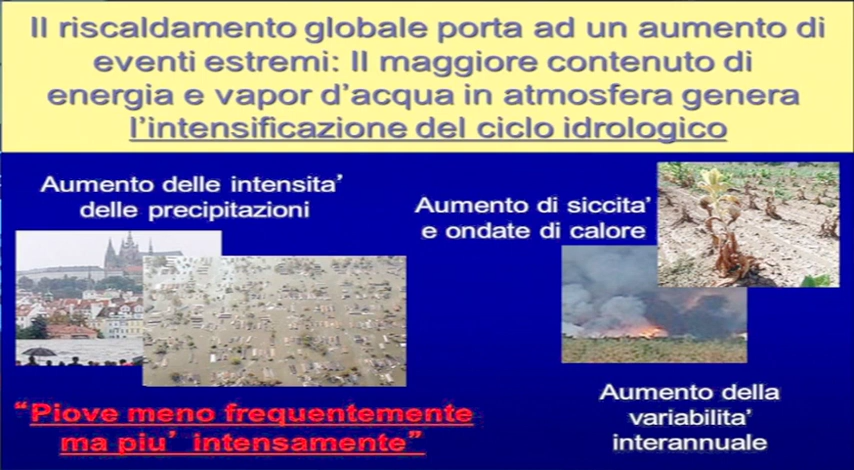 Il riscaldamento globale porta ad un aumento di
eventi estremi: Il maggiore contenuto di
energia e vapor d’acqua in atmosfera genera
l’intensificazione del ciclo idrologico
Aumento delle intensita’
delle precipitazioni
Aumento di siccita’
e ondate di calore
“Piove meno frequentemente
ma piu’ intensamente”
Aumento della
variabilita’
interannuale